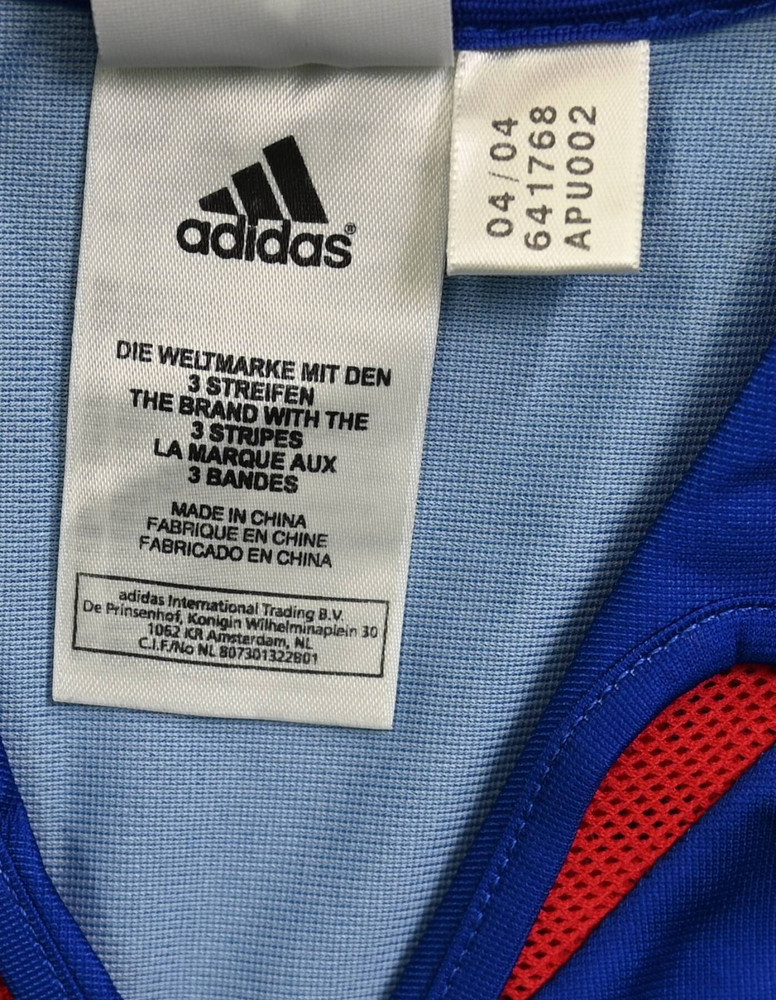 adidas®
DIE WELTMARKE MIT DEN
3 STREIFEN
THE BRAND WITH THE
3 STRIPES
LA MARQUE AUX
3 BANDES
MADE IN CHINA
FABRIQUE EN CHINE
FABRICADO EN CHINA
adidas International Trading B.V.
De Prinsenhof, Konigin Wilhelminaplein 30
1062 KR Amsterdam, NL
C.I.F./No NL 807301322B01
04/04
641768
APU002